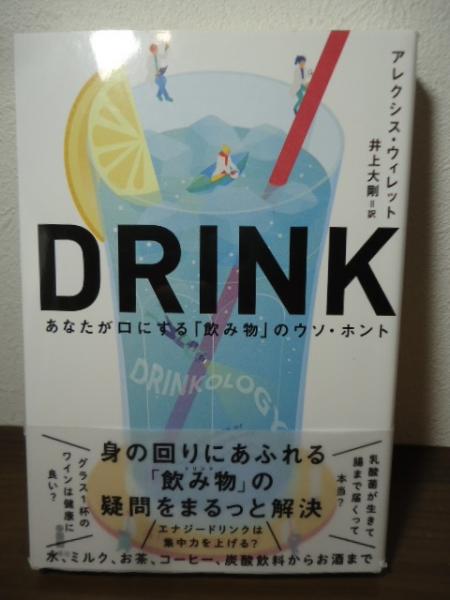 アレクシス・ウィレット
井上大剛=訳
DRINK
あなたが口にする「飲み物」のウソ・ホント
DRINKOLOGY
身の回りにあふれる
「飲み物」の
ドリンク
疑問をまるっと解決
乳酸菌が生きて
腸まで届くって
本当?
グラス1杯の
ワインは健康に
良い?
エナジードリンクは
集中力を上げる?
水、ミルク、お茶、コーヒー、炭酸飲料からお酒まで